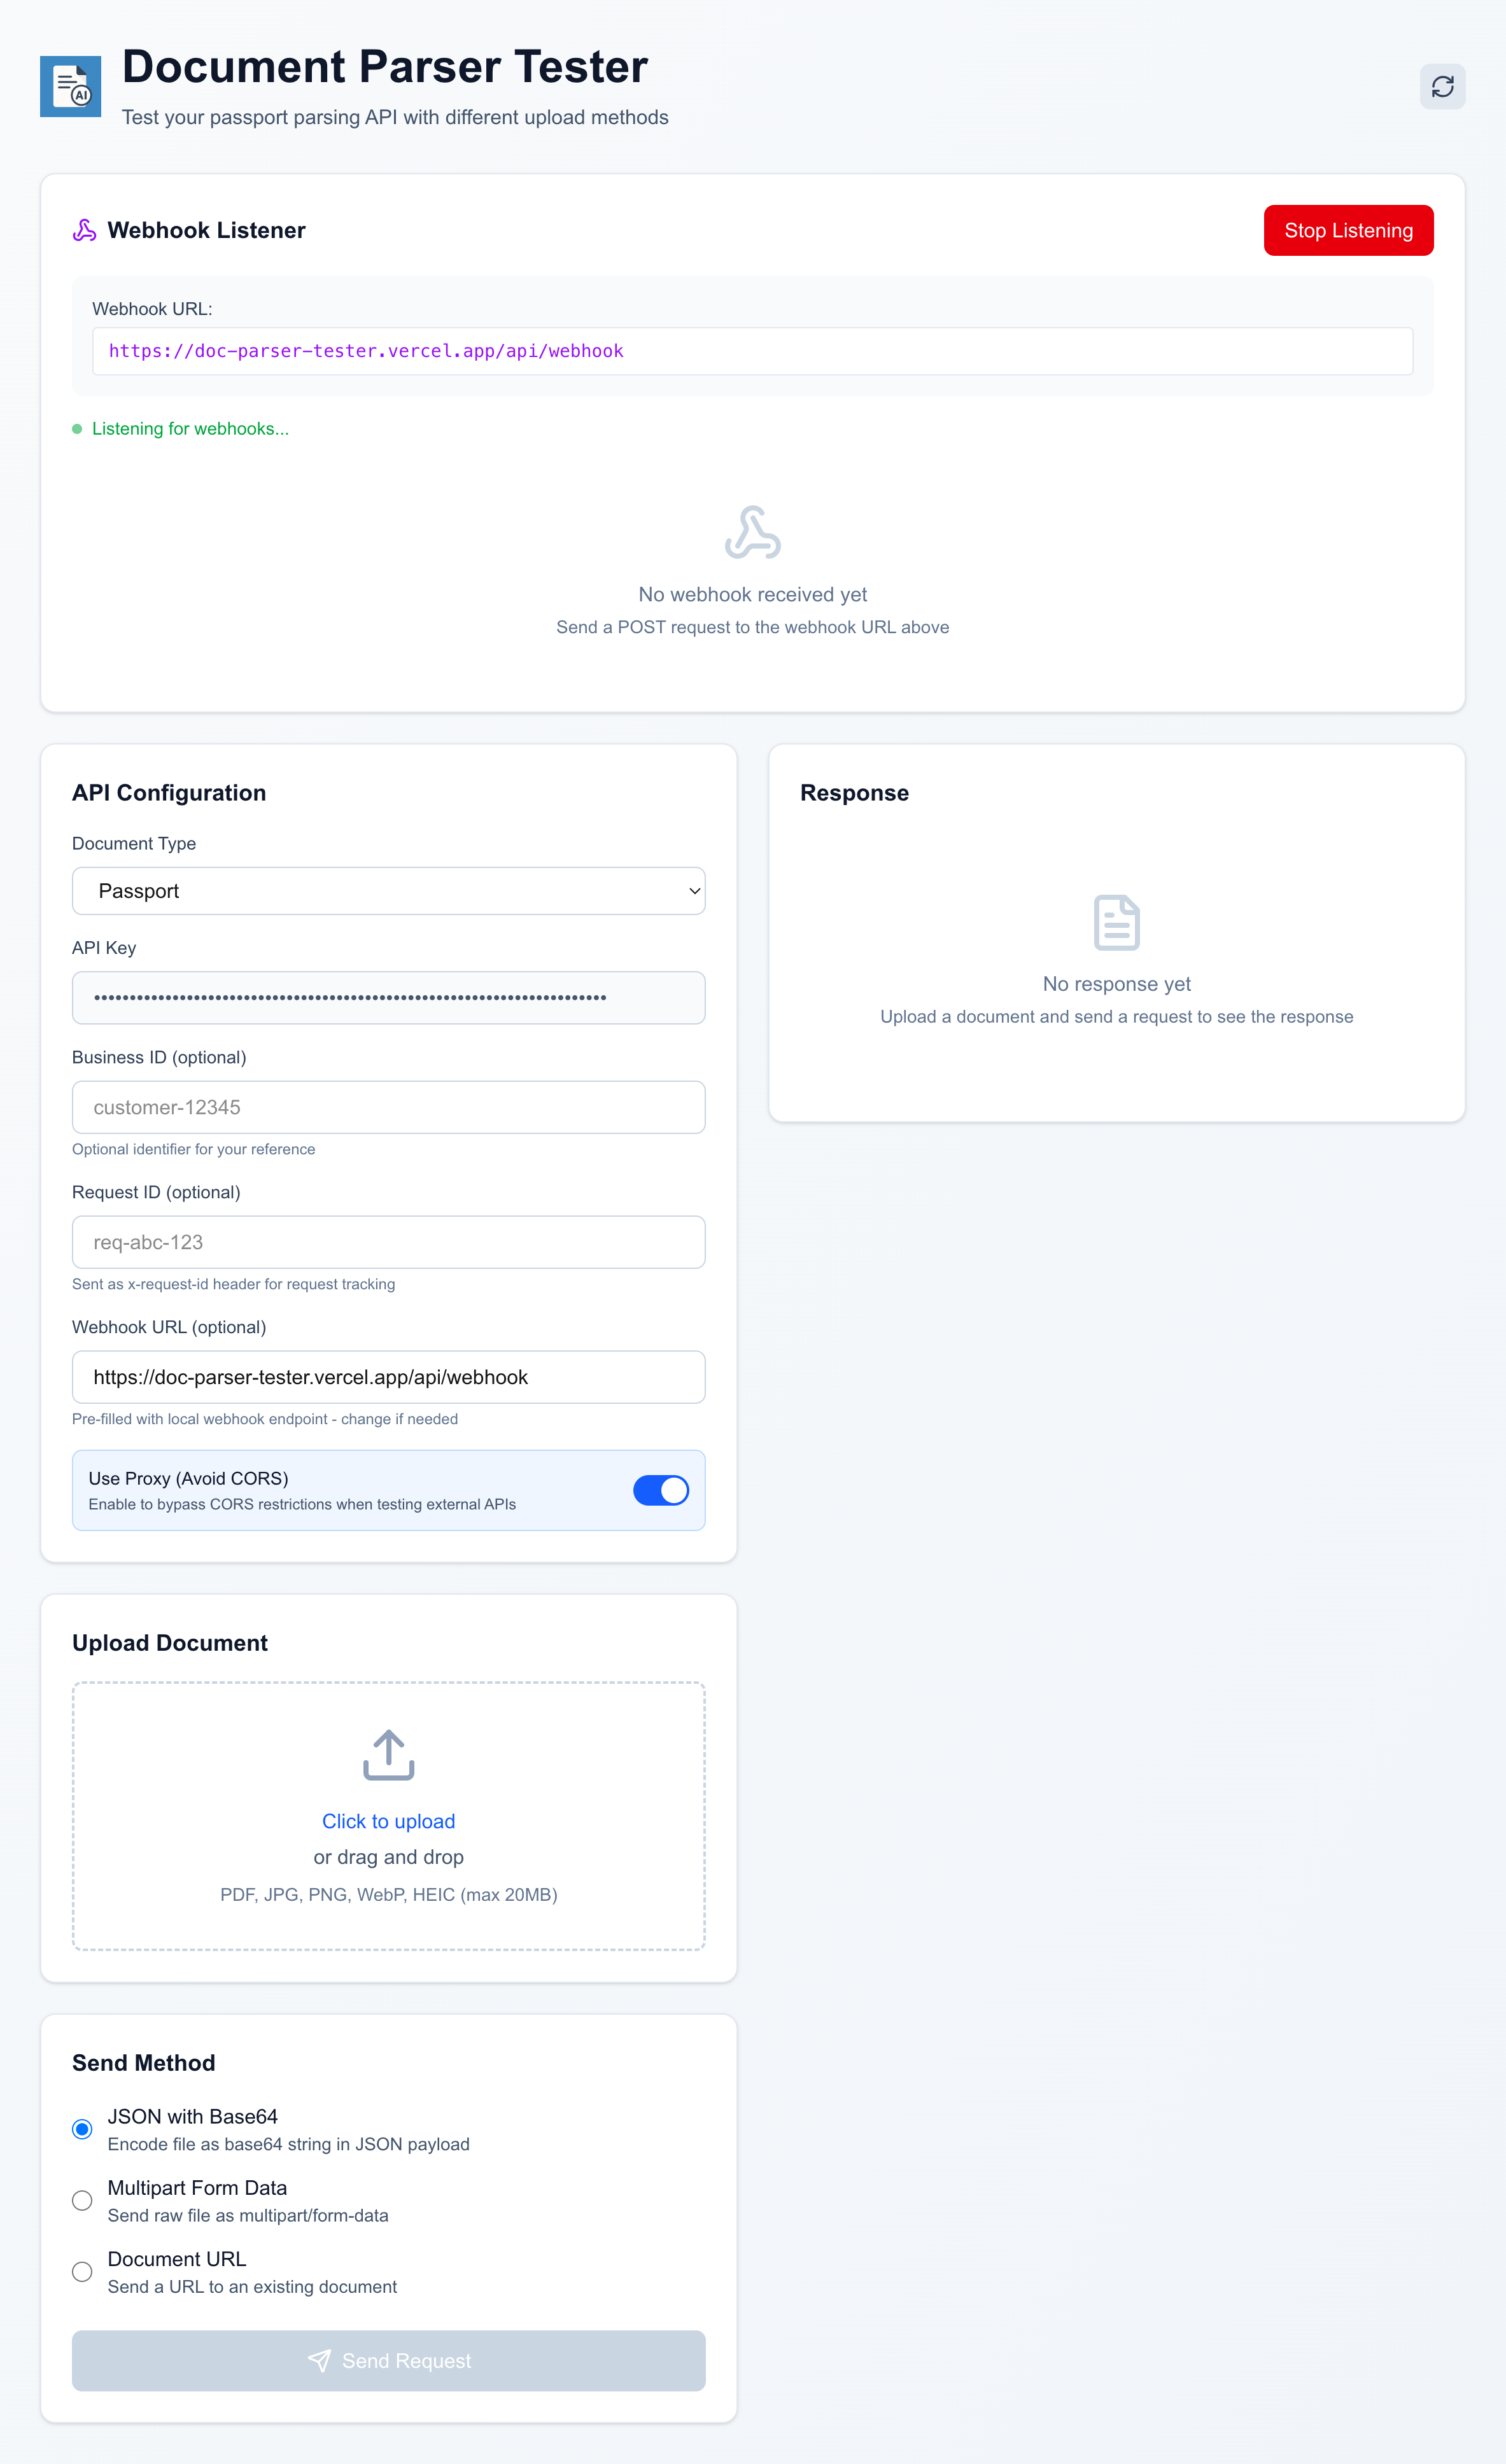 AI
Document Parser Tester
Test your passport parsing API with different upload methods
Webhook Listener
Stop Listening
Webhook URL:
https://doc-parser-tester.vercel.app/api/webhook
Listening for webhooks...
No webhook received yet
Send a POST request to the webhook URL above
API Configuration
Document Type
Passport
API Key
Business ID (optional)
customer-12345
Optional identifier for your reference
Request ID (optional)
req-abc-123
Sent as x-request-id header for request tracking
Webhook URL (optional)
https://doc-parser-tester.vercel.app/api/webhook
Pre-filled with local webhook endpoint - change if needed
Use Proxy (Avoid CORS)
Enable to bypass CORS restrictions when testing external APIs
Response
No response yet
Upload a document and send a request to see the response
Upload Document
Click to upload
or drag and drop
PDF, JPG, PNG, WebP, HEIC (max 20MB)
Send Method
JSON with Base64
Encode file as base64 string in JSON payload
Multipart Form Data
Send raw file as multipart/form-data
Document URL
Send a URL to an existing document
Send Request